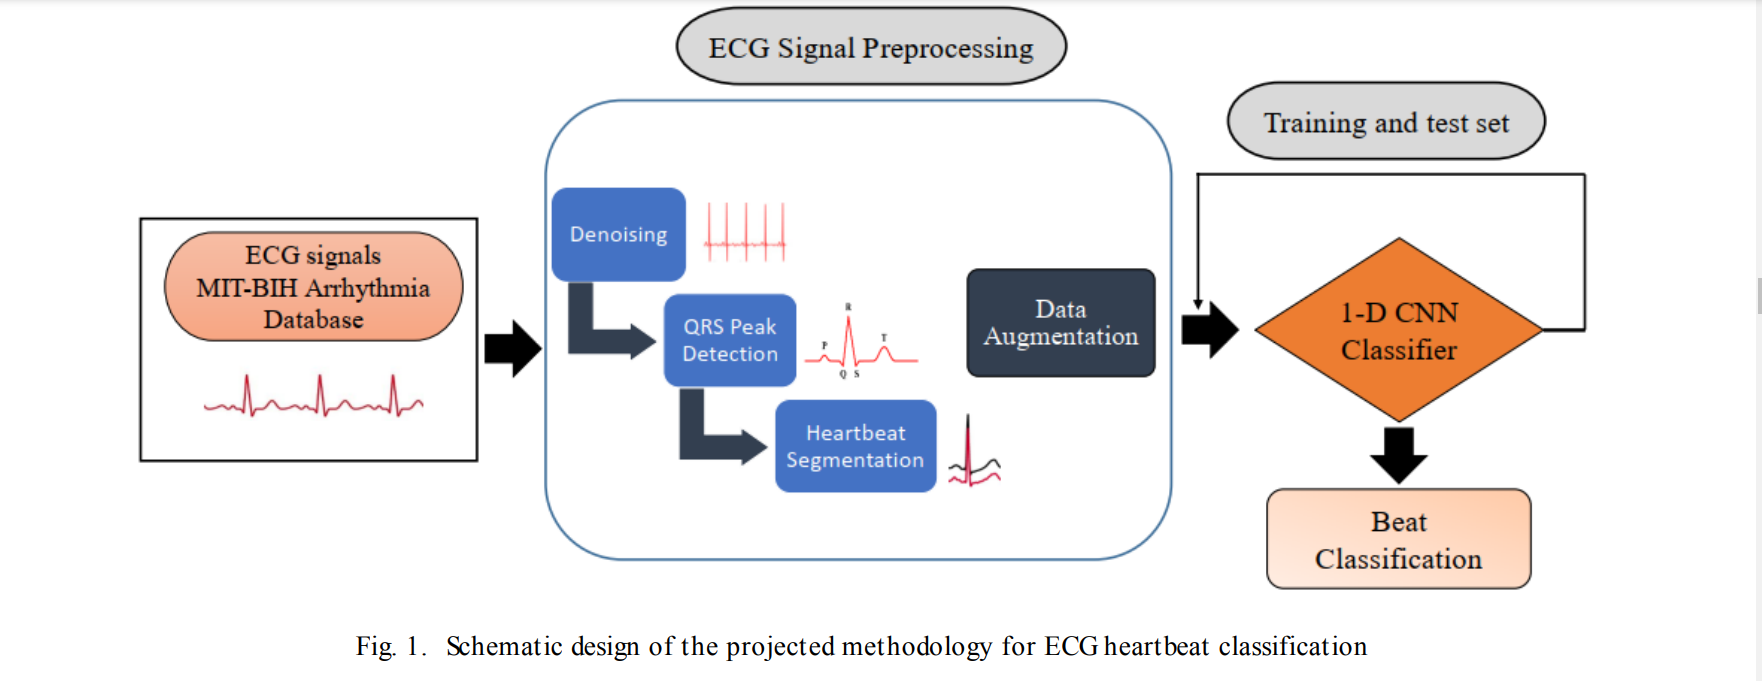 ECG Signal Preprocessing
Training and test set
ECG signals
MIT-BIH Arrhythmia
Database
Denoising
QRS Peak
Detection
R
P
T
Q S
Heartbeat
Segmentation
Data
Augmentation
1-D CNN
Classifier
Beat
Classification
Fig. 1. Schematic design of the projected methodology for ECG heartbeat classification